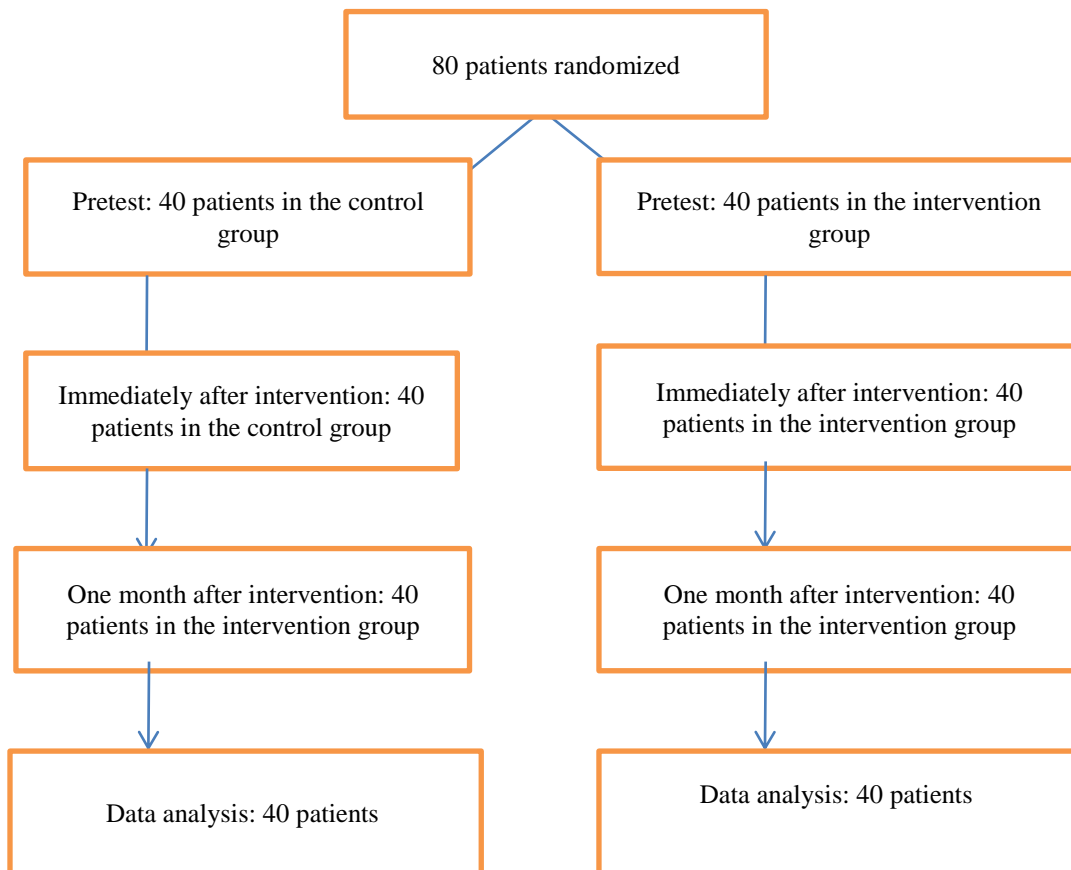 80 patients randomized
Pretest: 40 patients in the control
group
Pretest: 40 patients in the intervention
group
Immediately after intervention: 40
patients in the control group
Immediately after intervention: 40
patients in the intervention group
One month after intervention: 40
patients in the intervention group
One month after intervention: 40
patients in the intervention group
Data analysis: 40 patients
Data analysis: 40 patients